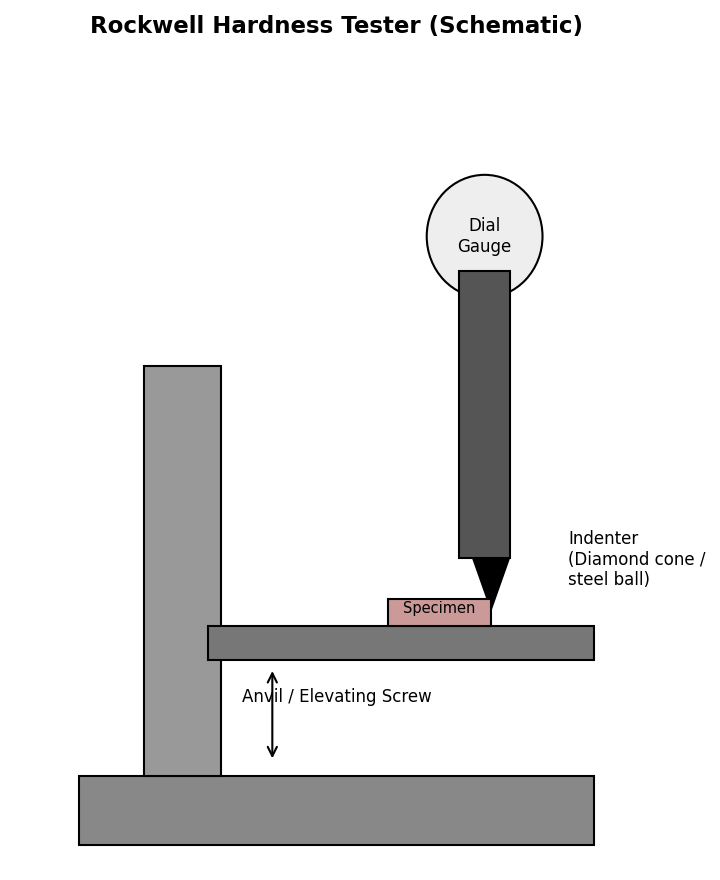 Rockwell Hardness Tester (Schematic)
Dial
Gauge
Indenter
(Diamond cone /
steel ball)
Specimen
Anvil / Elevating Screw